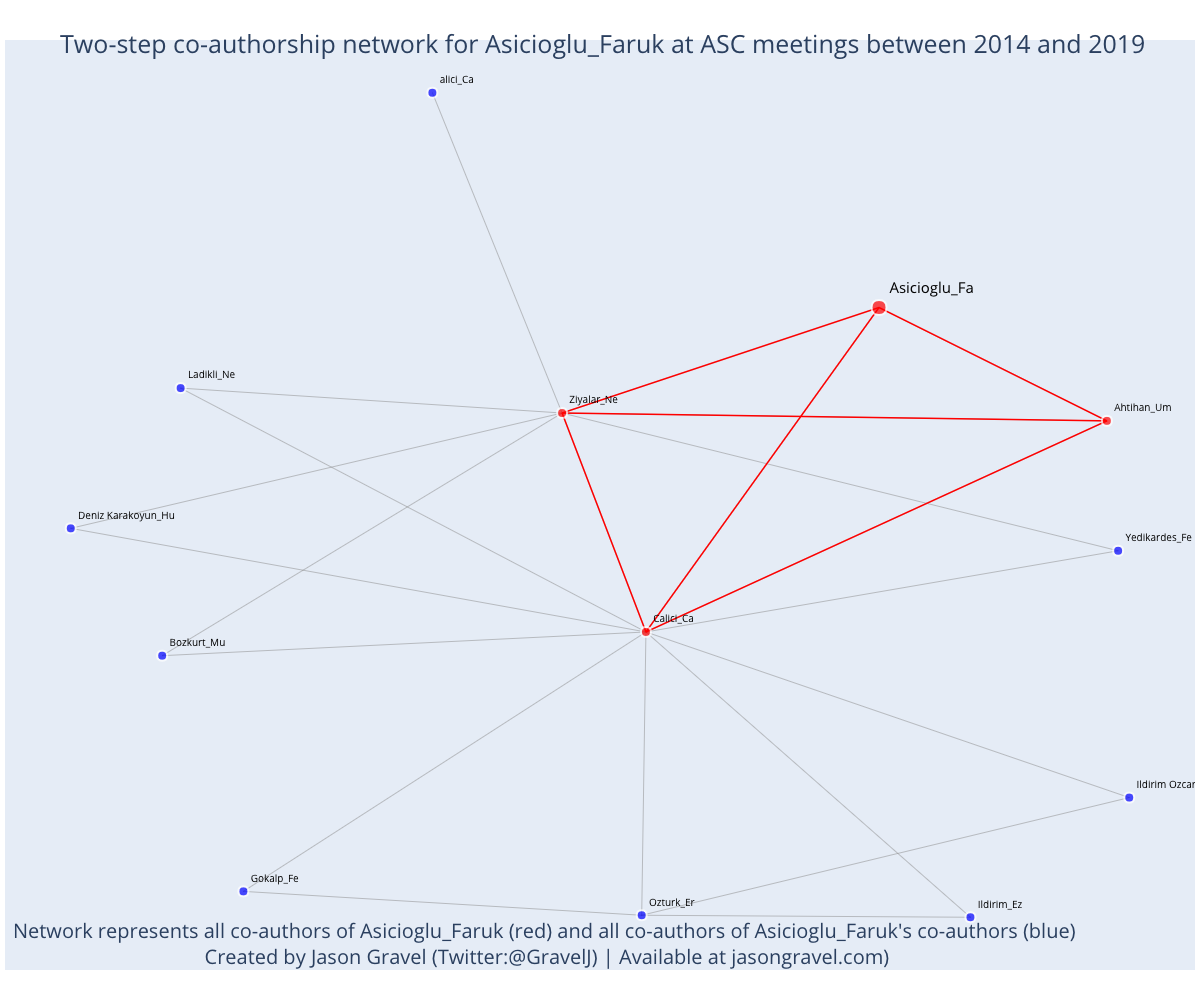 Two-step co-authorship network for Asicioglu_Faruk at ASC meetings between 2014 and 2019
alici_Ca
Asicioglu_Fa
Ladikli_Ne
Ziyalar_Ne
Ahtihan_Um
Deniz Karakoyun_Hu
Yedikardes_Fe
Calici_Ca
Bozkurt_Mu
Ildirim Ozcan
Gokalp_Fe
Ozturk_Er
Ildirim_Ez
Network represents all co-authors of Asicioglu_Faruk (red) and all co-authors of Asicioglu_Faruk's co-authors (blue)
Created by Jason Gravel (Twitter:@GravelJ) | Available at jasongravel.com)